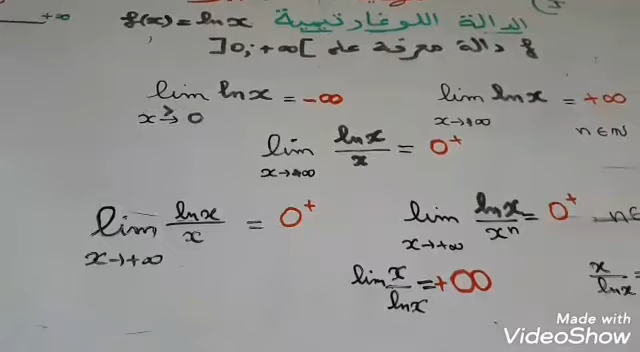 +∞ f(x) = ln x الدالة اللوغارتيمية
f دالة معرفة على ]0; +∞[
lim ln x = -∞ x→0 >
lim ln x = +∞ x→+∞ n∈ℕ
lim ln x / x = 0⁺ x→+∞
lim ln x / x = 0⁺ x→+∞
lim ln x / xⁿ = 0⁺ x→+∞ n∈
lim x / ln x = +∞
x / ln x =
Made with
VideoShow